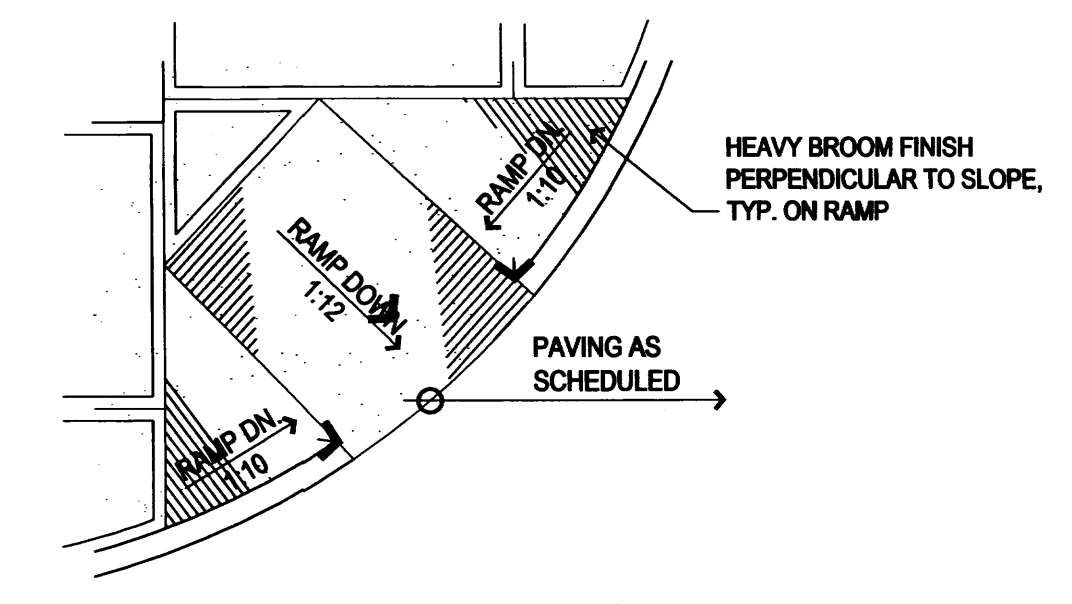 HEAVY BROOM FINISH
PERPENDICULAR TO SLOPE,
TYP. ON RAMP
RAMP DN.
1:10
RAMP DOWN
1:12
PAVING AS
SCHEDULED
RAMP DN.
1:10